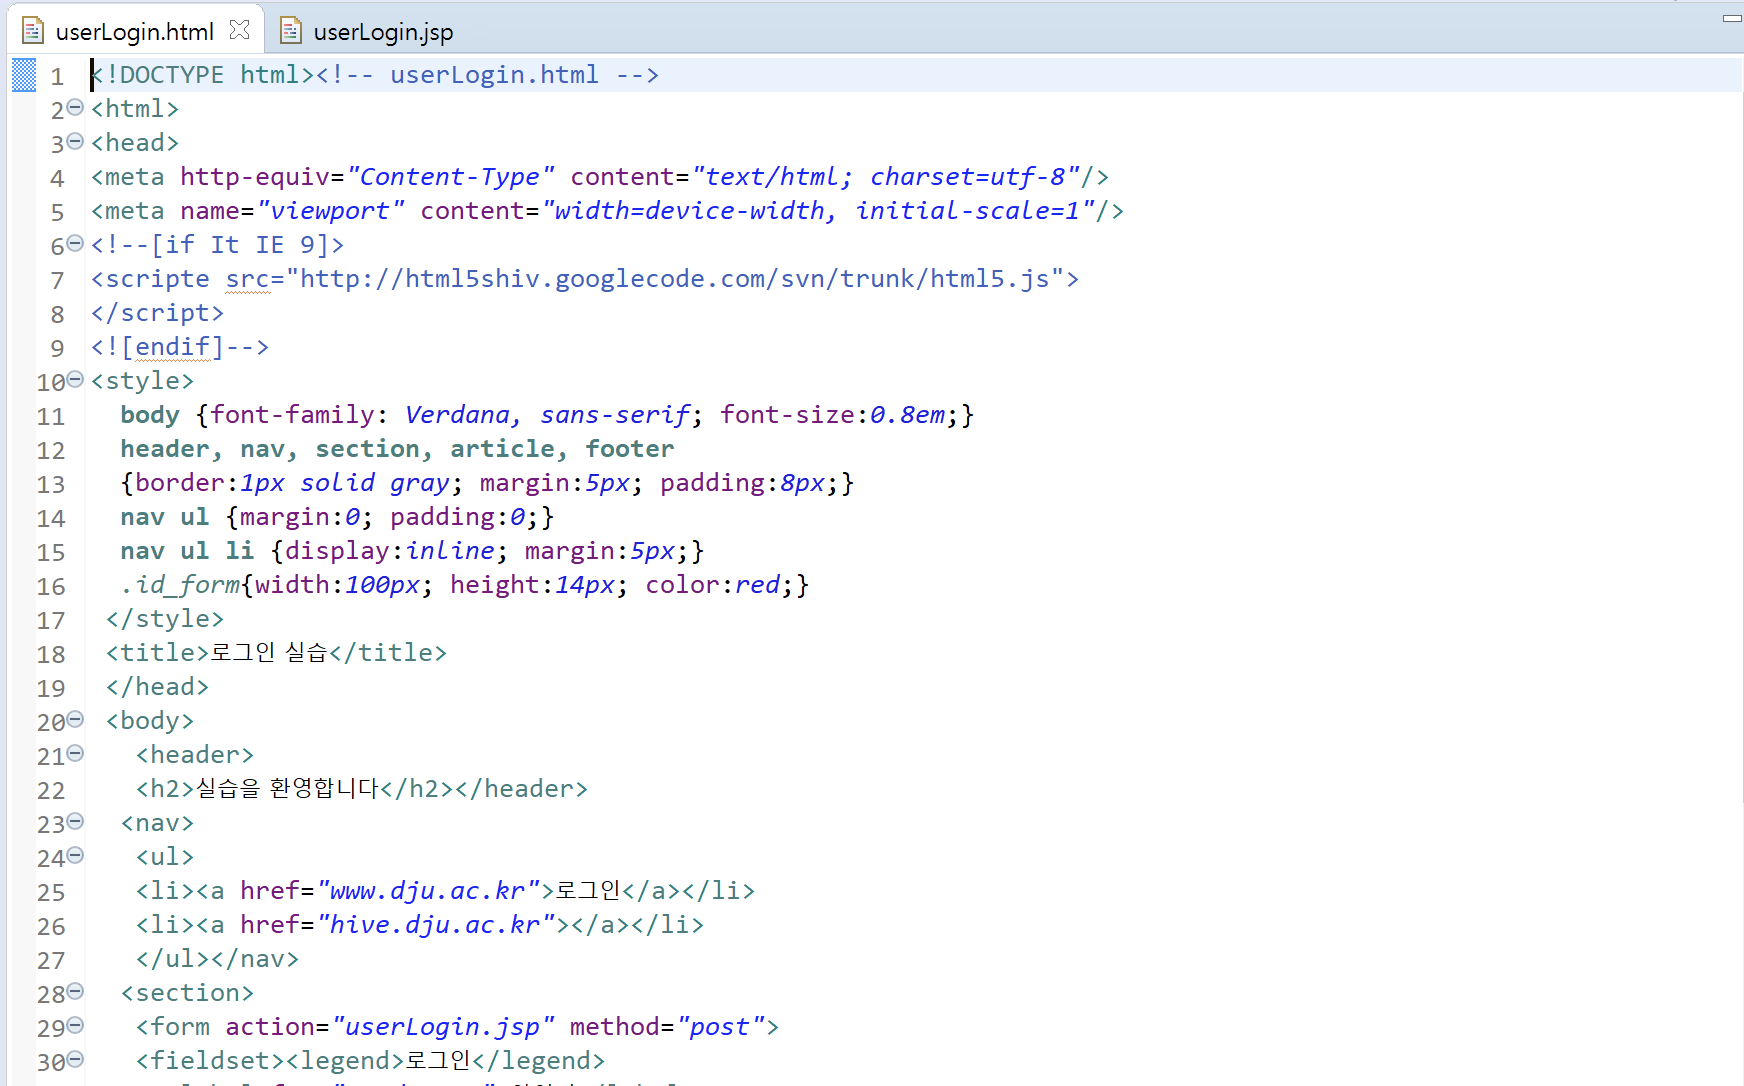 userLogin.html userLogin.jsp
1 <!DOCTYPE html><!-- userLogin.html -->
2 <html>
3 <head>
4 <meta http-equiv="Content-Type" content="text/html; charset=utf-8"/>
5 <meta name="viewport" content="width=device-width, initial-scale=1"/>
6 <!--[if It IE 9]>
7 <scripte src="http://html5shiv.googlecode.com/svn/trunk/html5.js">
8 </script>
9 <![endif]-->
10 <style>
11 body {font-family: Verdana, sans-serif; font-size:0.8em;}
12 header, nav, section, article, footer
13 {border:1px solid gray; margin:5px; padding:8px;}
14 nav ul {margin:0; padding:0;}
15 nav ul li {display:inline; margin:5px;}
16 .id_form{width:100px; height:14px; color:red;}
17 </style>
18 <title>로그인 실습</title>
19 </head>
20 <body>
21 <header>
22 <h2>실습을 환영합니다</h2></header>
23 <nav>
24 <ul>
25 <li><a href="www.dju.ac.kr">로그인</a></li>
26 <li><a href="hive.dju.ac.kr"></a></li>
27 </ul></nav>
28 <section>
29 <form action="userLogin.jsp" method="post">
30 <fieldset><legend>로그인</legend>